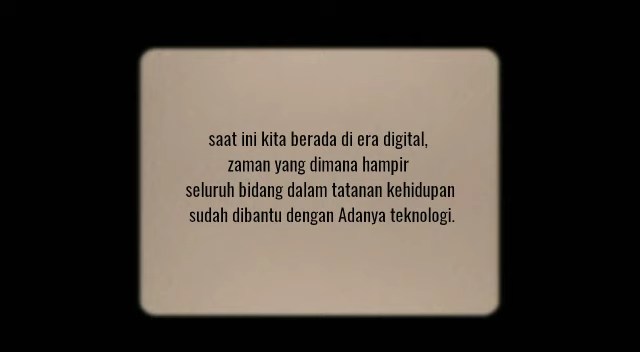 saat ini kita berada di era digital,
zaman yang dimana hampir
seluruh bidang dalam tatanan kehidupan
sudah dibantu dengan Adanya teknologi.